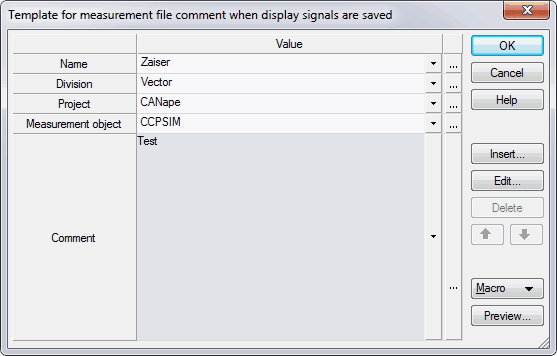 Template for measurement file comment when display signals are saved
Value
Name Zaiser ...
Division Vector ...
Project CANape ...
Measurement object CCPSIM ...
Comment Test ...
OK
Cancel
Help
Insert...
Edit...
Delete
Macro
Preview...